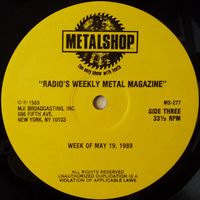 METALSHOP
the only show with teeth
"RADIO'S WEEKLY METAL MAGAZINE"
© ℗ 1989
MJI BROADCASTING, INC.
666 FIFTH AVE.
NEW YORK, NY 10103
MS-277
SIDE THREE
33⅓ RPM
WEEK OF MAY 19, 1989
ALL RIGHTS RESERVED
UNAUTHORIZED DUPLICATION IS A
VIOLATION OF APPLICABLE LAWS